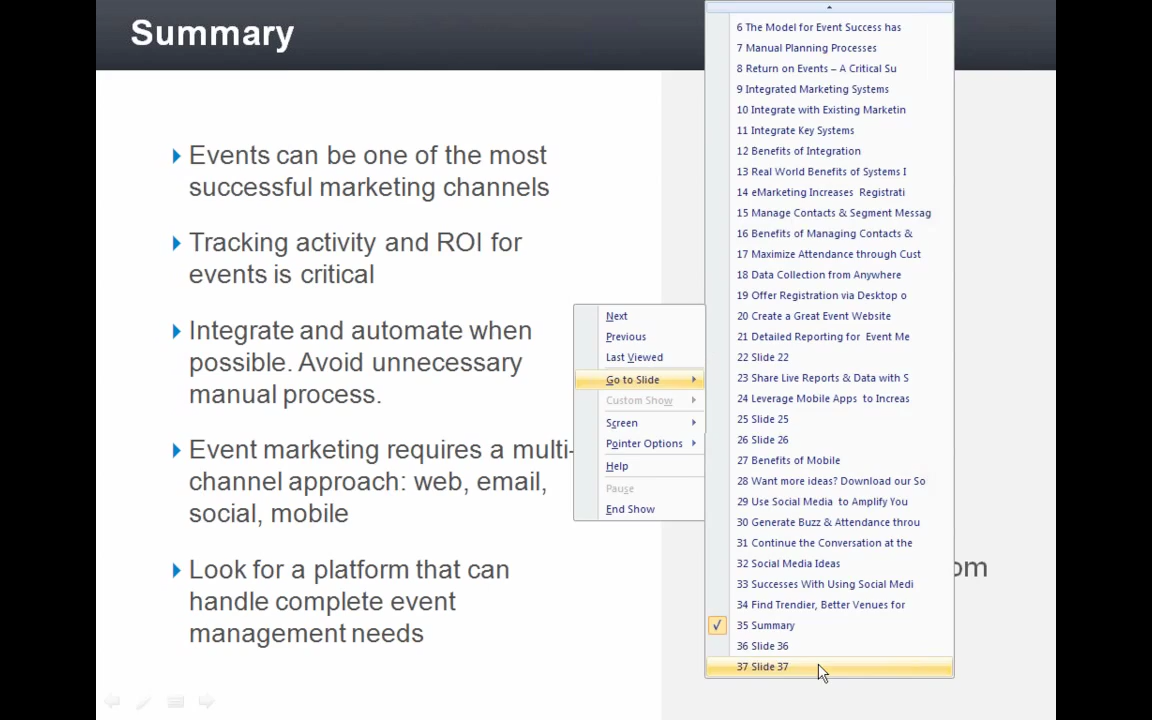 Summary
Events can be one of the most
successful marketing channels
Tracking activity and ROI for
events is critical
Integrate and automate when
possible. Avoid unnecessary
manual process.
Event marketing requires a multi-
channel approach: web, email,
social, mobile
Look for a platform that can
handle complete event
management needs
Next
Previous
Last Viewed
Go to Slide
Custom Show
Screen
Pointer Options
Help
Pause
End Show
6 The Model for Event Success has
7 Manual Planning Processes
8 Return on Events – A Critical Su
9 Integrated Marketing Systems
10 Integrate with Existing Marketin
11 Integrate Key Systems
12 Benefits of Integration
13 Real World Benefits of Systems I
14 eMarketing Increases Registrati
15 Manage Contacts & Segment Messag
16 Benefits of Managing Contacts &
17 Maximize Attendance through Cust
18 Data Collection from Anywhere
19 Offer Registration via Desktop o
20 Create a Great Event Website
21 Detailed Reporting for Event Me
22 Slide 22
23 Share Live Reports & Data with S
24 Leverage Mobile Apps to Increas
25 Slide 25
26 Slide 26
27 Benefits of Mobile
28 Want more ideas? Download our So
29 Use Social Media to Amplify You
30 Generate Buzz & Attendance throu
31 Continue the Conversation at the
32 Social Media Ideas
33 Successes With Using Social Medi
34 Find Trendier, Better Venues for
35 Summary
36 Slide 36
37 Slide 37
om